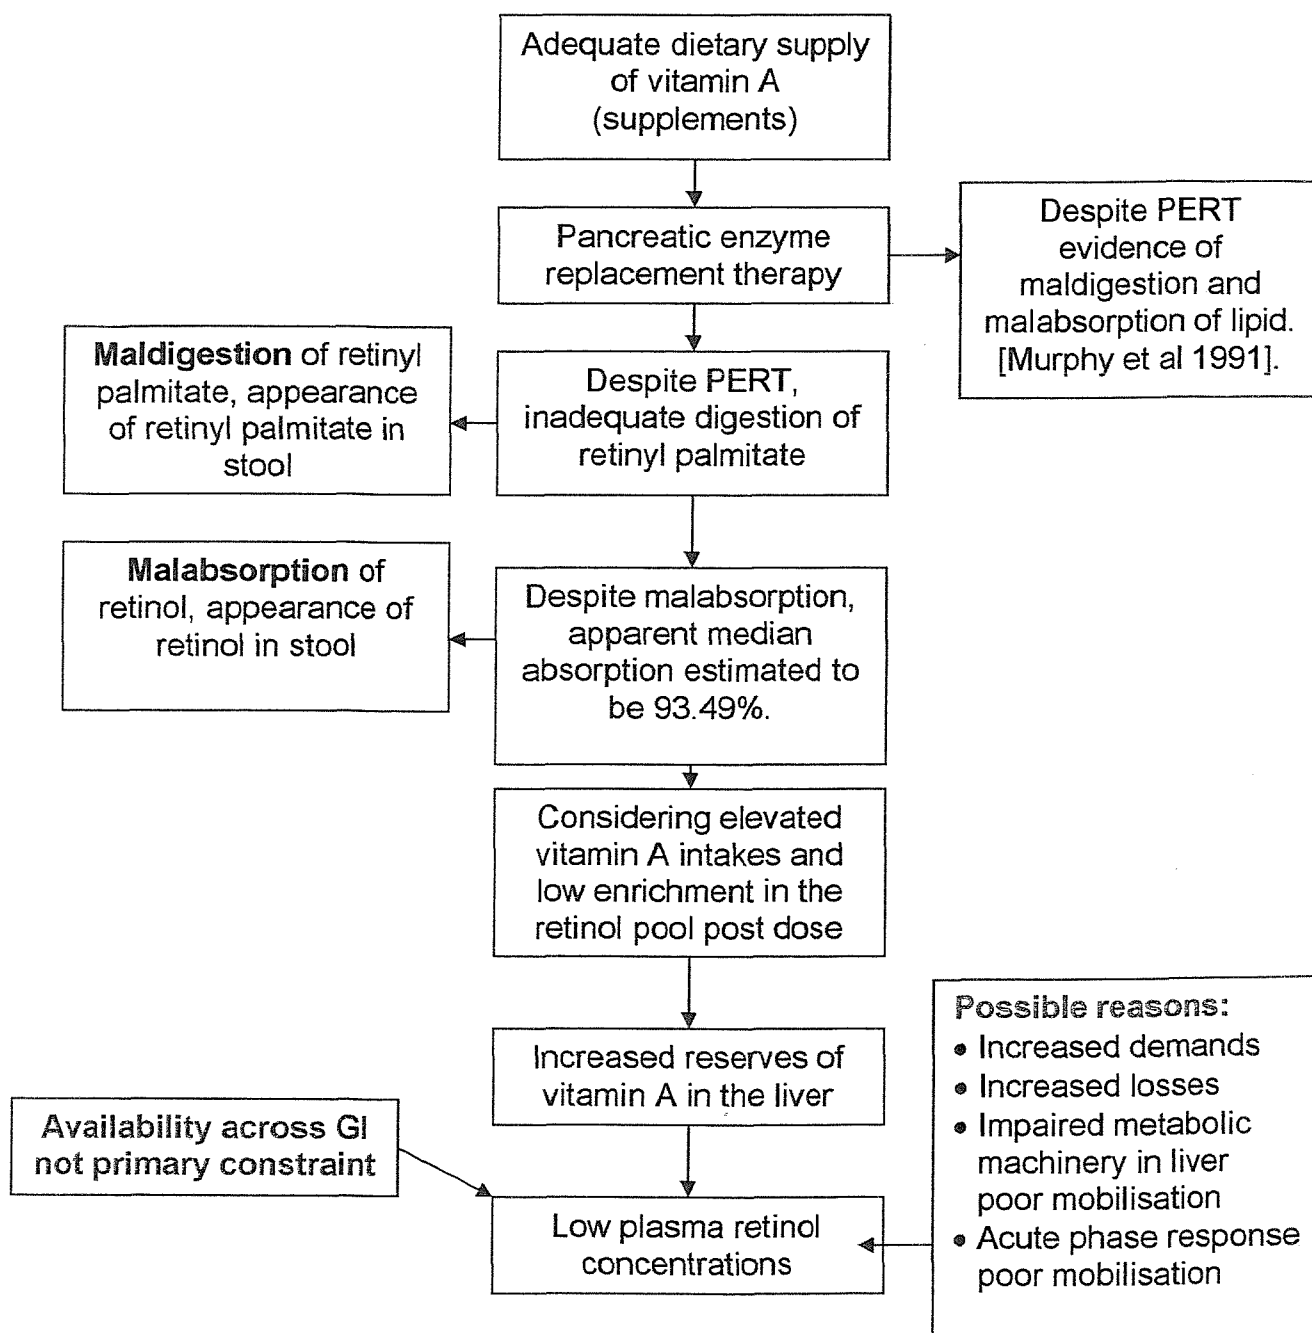 Adequate dietary supply
of vitamin A
(supplements)
Pancreatic enzyme
replacement therapy
Despite PERT
evidence of
maldigestion and
malabsorption of lipid.
[Murphy et al 1991].
Maldigestion of retinyl
palmitate, appearance
of retinyl palmitate in
stool
Despite PERT,
inadequate digestion of
retinyl palmitate
Malabsorption of
retinol, appearance of
retinol in stool
Despite malabsorption,
apparent median
absorption estimated to
be 93.49%.
Considering elevated
vitamin A intakes and
low enrichment in the
retinol pool post dose
Increased reserves of
vitamin A in the liver
Availability across GI
not primary constraint
Low plasma retinol
concentrations
Possible reasons:
• Increased demands
• Increased losses
• Impaired metabolic
machinery in liver
poor mobilisation
• Acute phase response
poor mobilisation